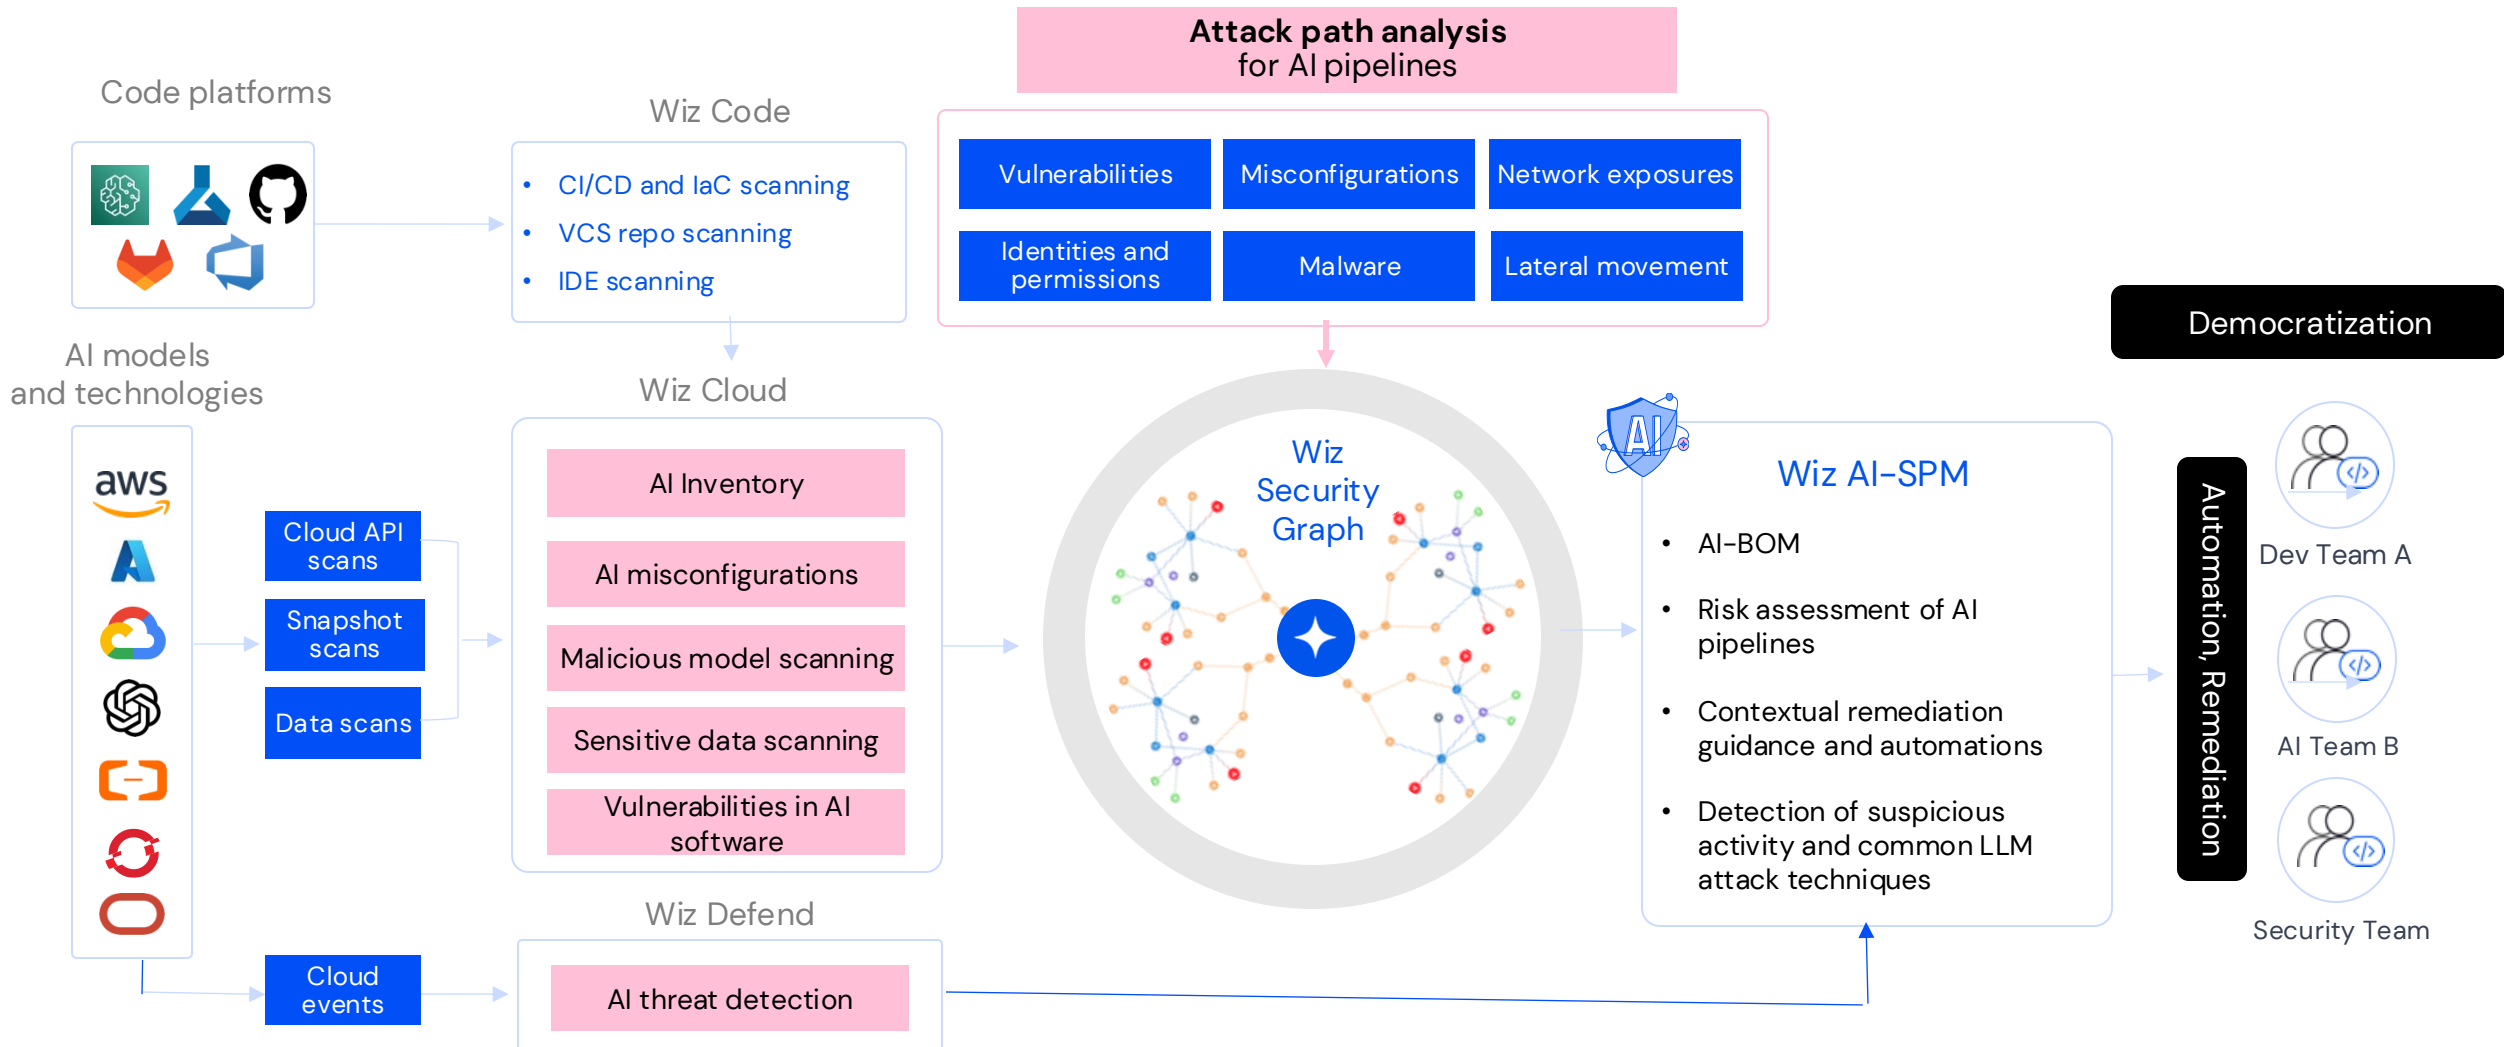 Attack path analysis
for AI pipelines
Code platforms
Wiz Code
• CI/CD and IaC scanning
• VCS repo scanning
• IDE scanning
Vulnerabilities
Misconfigurations
Network exposures
Identities and
permissions
Malware
Lateral movement
AI models
and technologies
aws
Cloud API
scans
Snapshot
scans
Data scans
Wiz Cloud
AI Inventory
AI misconfigurations
Malicious model scanning
Sensitive data scanning
Vulnerabilities in AI
software
Wiz
Security
Graph
AI
Wiz AI-SPM
• AI-BOM
• Risk assessment of AI
pipelines
• Contextual remediation
guidance and automations
• Detection of suspicious
activity and common LLM
attack techniques
Democratization
Automation, Remediation
</>
Dev Team A
</>
AI Team B
</>
Security Team
Cloud
events
Wiz Defend
AI threat detection